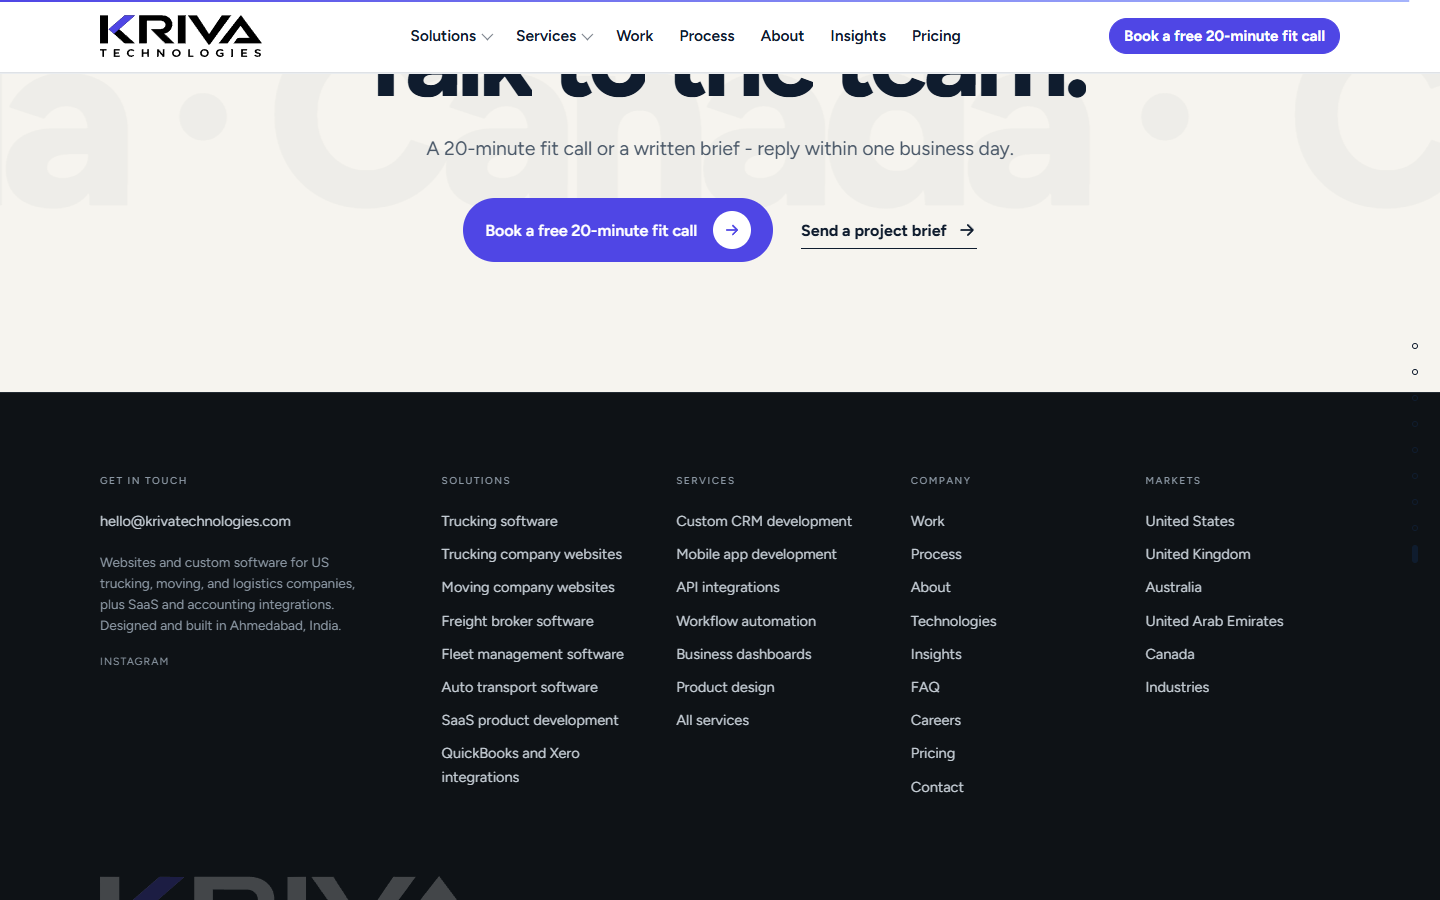 KRIVA
TECHNOLOGIES
Solutions
Services
Work
Process
About
Insights
Pricing
Book a free 20-minute fit call
Talk to the team.
a • Canada • C
A 20-minute fit call or a written brief - reply within one business day.
Book a free 20-minute fit call
Send a project brief
GET IN TOUCH
hello@krivatechnologies.com
Websites and custom software for US
trucking, moving, and logistics companies,
plus SaaS and accounting integrations.
Designed and built in Ahmedabad, India.
INSTAGRAM
SOLUTIONS
Trucking software
Trucking company websites
Moving company websites
Freight broker software
Fleet management software
Auto transport software
SaaS product development
QuickBooks and Xero
integrations
SERVICES
Custom CRM development
Mobile app development
API integrations
Workflow automation
Business dashboards
Product design
All services
COMPANY
Work
Process
About
Technologies
Insights
FAQ
Careers
Pricing
Contact
MARKETS
United States
United Kingdom
Australia
United Arab Emirates
Canada
Industries
KRIVA